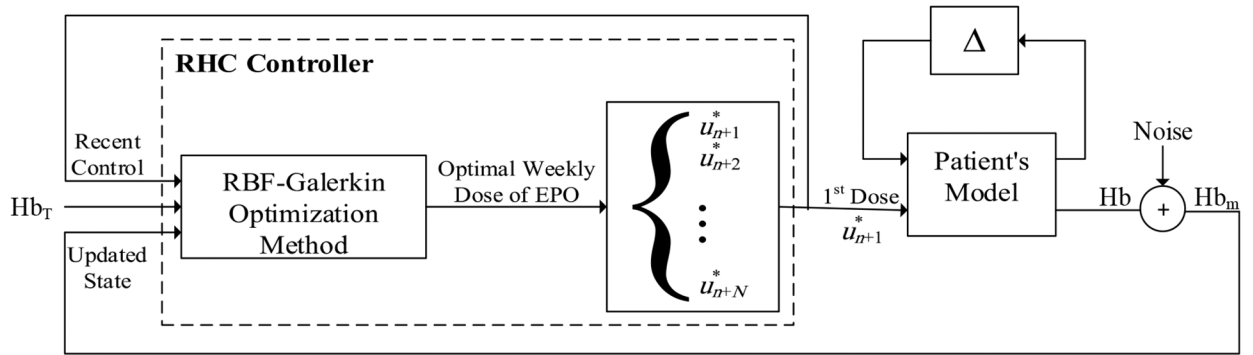 RHC Controller
Δ
Recent
Control
Hb_T
Updated
State
RBF-Galerkin
Optimization
Method
Optimal Weekly
Dose of EPO
u*_{n+1}
u*_{n+2}
⋮
u*_{n+N}
1st Dose
u*_{n+1}
Patient's
Model
Noise
Hb
+
Hb_m